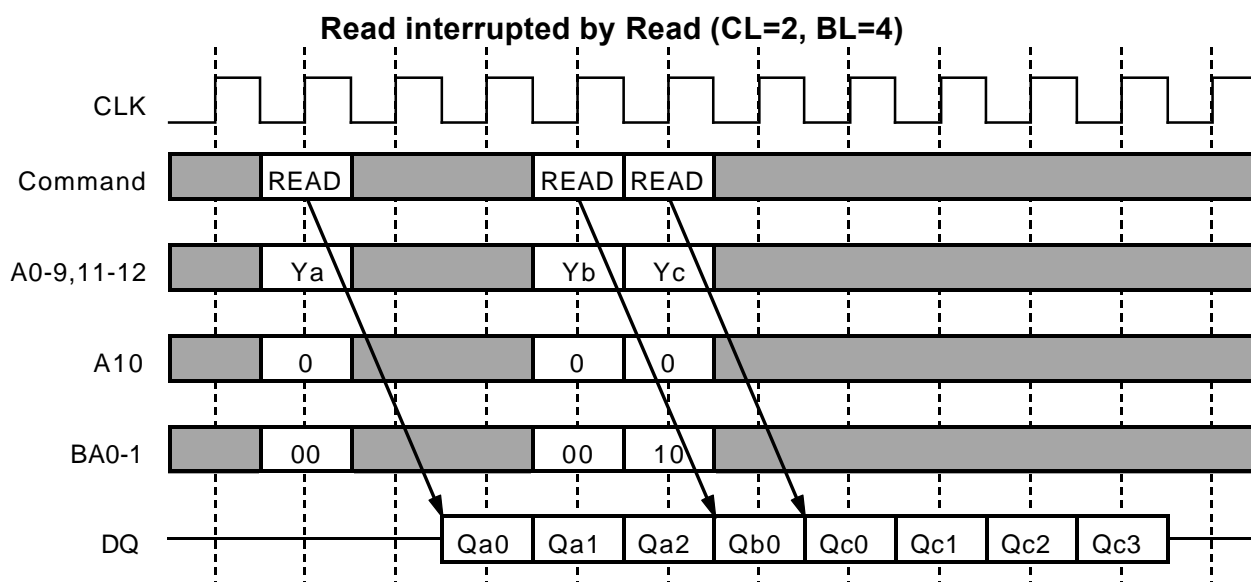 Read interrupted by Read (CL=2, BL=4)
CLK
Command READ READ READ
A0-9,11-12 Ya Yb Yc
A10 0 0 0
BA0-1 00 00 10
DQ Qa0 Qa1 Qa2 Qb0 Qc0 Qc1 Qc2 Qc3